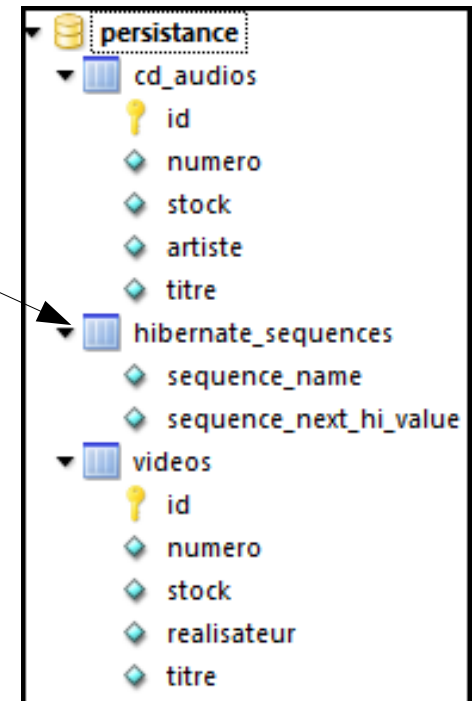 persistance
cd_audios
id
numero
stock
artiste
titre
hibernate_sequences
sequence_name
sequence_next_hi_value
videos
id
numero
stock
realisateur
titre